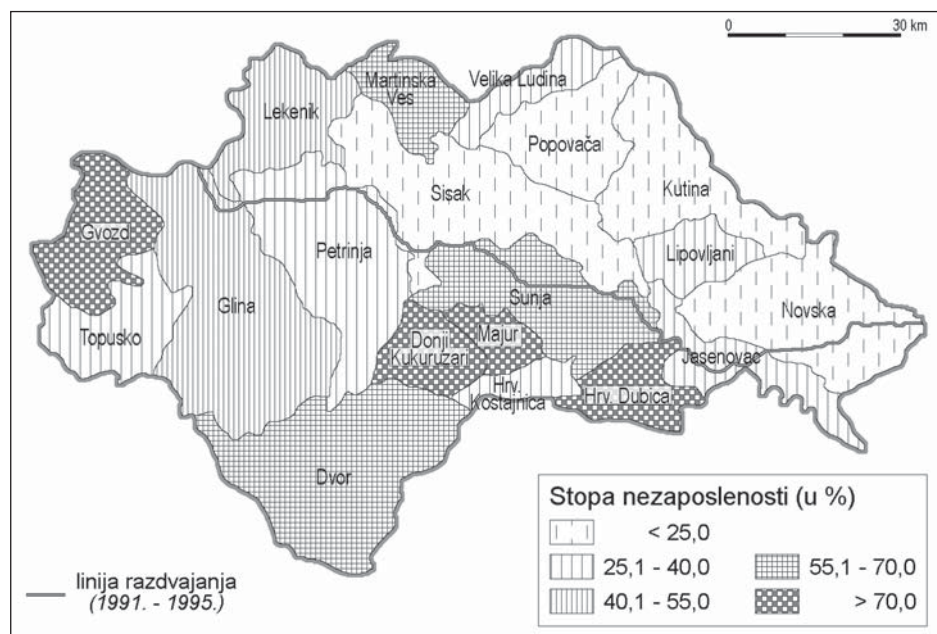 0 30 km
Martinska
Ves
Velika Ludina
Lekenik
Popovača
Sisak
Kutina
Gvozd
Petrinja
Lipovljani
Glina
Sunja
Novska
Topusko
Donji
Kukuruzari
Majur
Jasenovac
Hrv.
Kostajnica
Hrv. Dubica
Dvor
Stopa nezaposlenosti (u %)
< 25,0
25,1 - 40,0
55,1 - 70,0
40,1 - 55,0
> 70,0
linija razdvajanja
(1991. - 1995.)